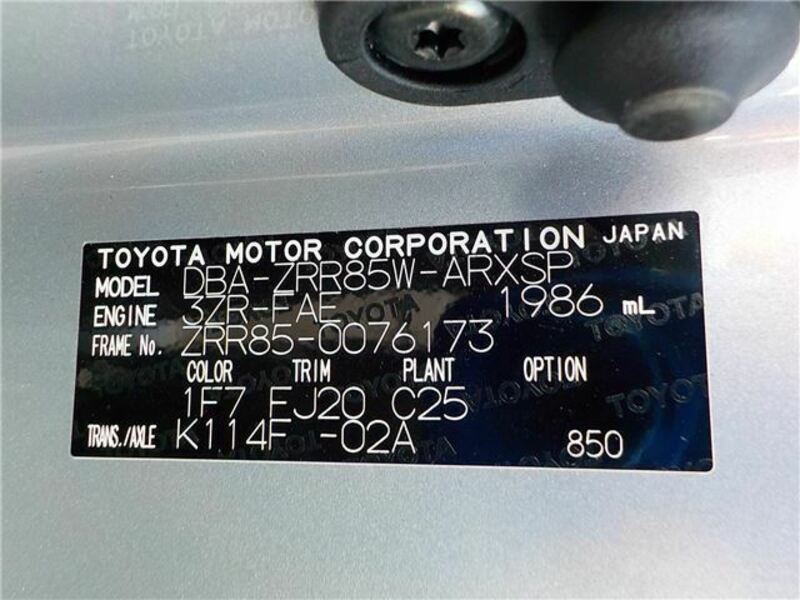 TOYOTA MOTOR CORPORATION JAPAN
MODEL DBA-ZRR85W-ARXSP
ENGINE 3ZR-FAE 1986 mL
FRAME No. ZRR85-0076173
COLOR TRIM PLANT OPTION
1F7 FJ20 C25
TRANS./AXLE K114F -02A 850